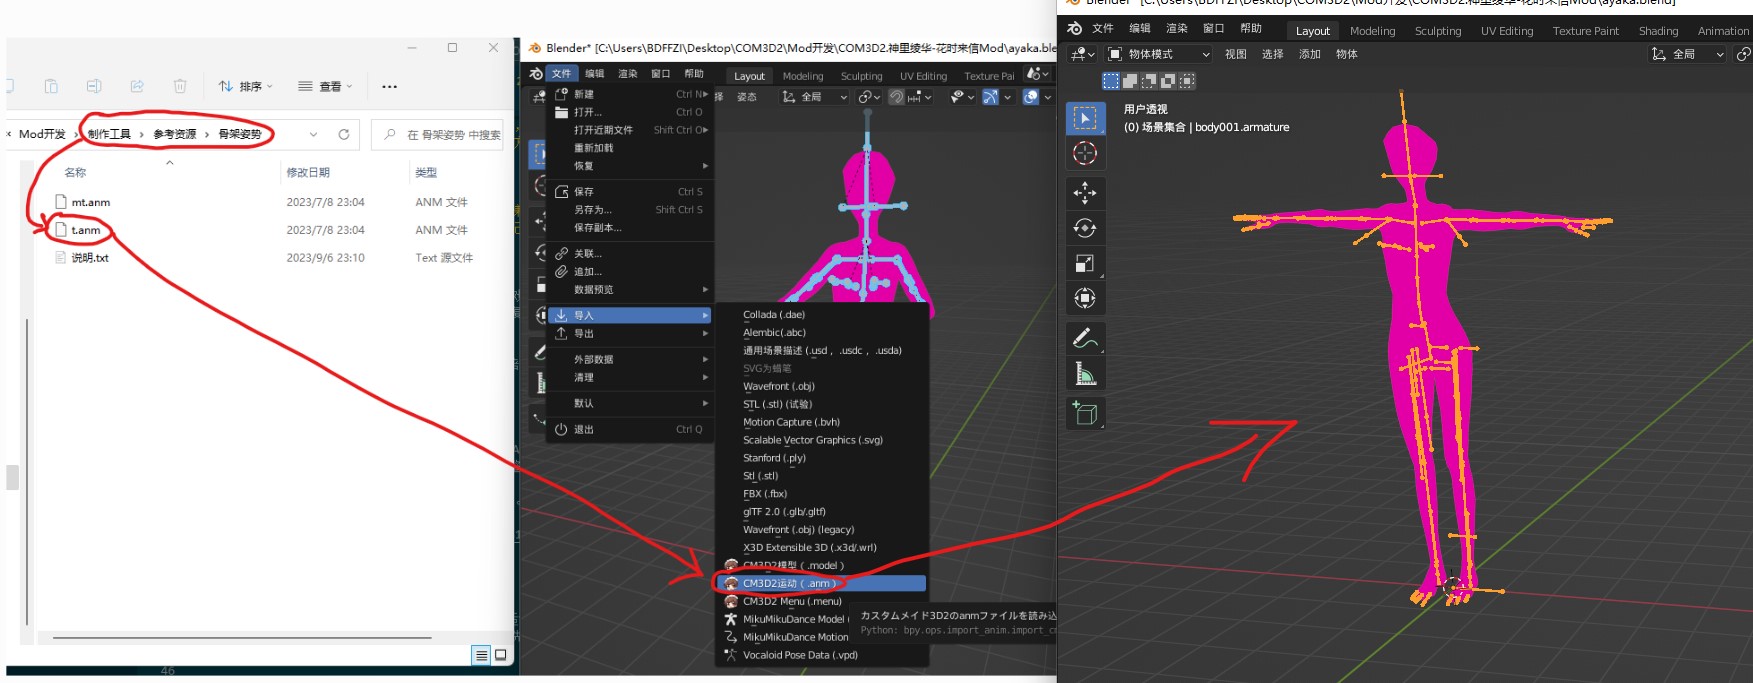 排序
查看
Mod开发 > 制作工具 > 参考资源 > 骨架姿势
在 骨架姿势 中搜索
名称
修改日期
类型
mt.anm
2023/7/8 23:04
ANM 文件
t.anm
2023/7/8 23:04
ANM 文件
说明.txt
2023/9/6 23:10
Text 源文件
46
Blender* [C:\Users\BDFFZI\Desktop\COM3D2\Mod开发\COM3D2.神里绫华-花时来信Mod\ayaka.ble
文件 编辑 渲染 窗口 帮助
Layout Modeling Sculpting UV Editing Texture Pai
择 姿态 全局
新建 Ctrl N
打开... Ctrl O
打开近期文件 Shift Ctrl O
重新加载
恢复
保存 Ctrl S
另存为... Shift Ctrl S
保存副本...
关联...
追加...
数据预览
导入
导出
外部数据
清理
默认
退出 Ctrl Q
Collada (.dae)
Alembic(.abc)
通用场景描述 (.usd， .usdc， .usda)
SVG为蜡笔
Wavefront (.obj)
STL (.stl) (试验)
Motion Capture (.bvh)
Scalable Vector Graphics (.svg)
Stanford (.ply)
Stl (.stl)
FBX (.fbx)
glTF 2.0 (.glb/.gltf)
Wavefront (.obj) (legacy)
X3D Extensible 3D (.x3d/.wrl)
CM3D2模型 ( .model )
CM3D2运动 ( .anm )
CM3D2 Menu (.menu)
MikuMikuDance Model
MikuMikuDance Motion
Vocaloid Pose Data (.vpd)
カスタムメイド3D2のanmファイルを読み込
Python: bpy.ops.import_anim.import_c
Blender* [C:\Users\BDFFZI\Desktop\COM3D2\Mod开发\COM3D2.神里绫华-花时来信Mod\ayaka.blend]
文件 编辑 渲染 窗口 帮助
Layout Modeling Sculpting UV Editing Texture Paint Shading Animation
物体模式 视图 选择 添加 物体 全局
用户透视
(0) 场景集合 | body001.armature